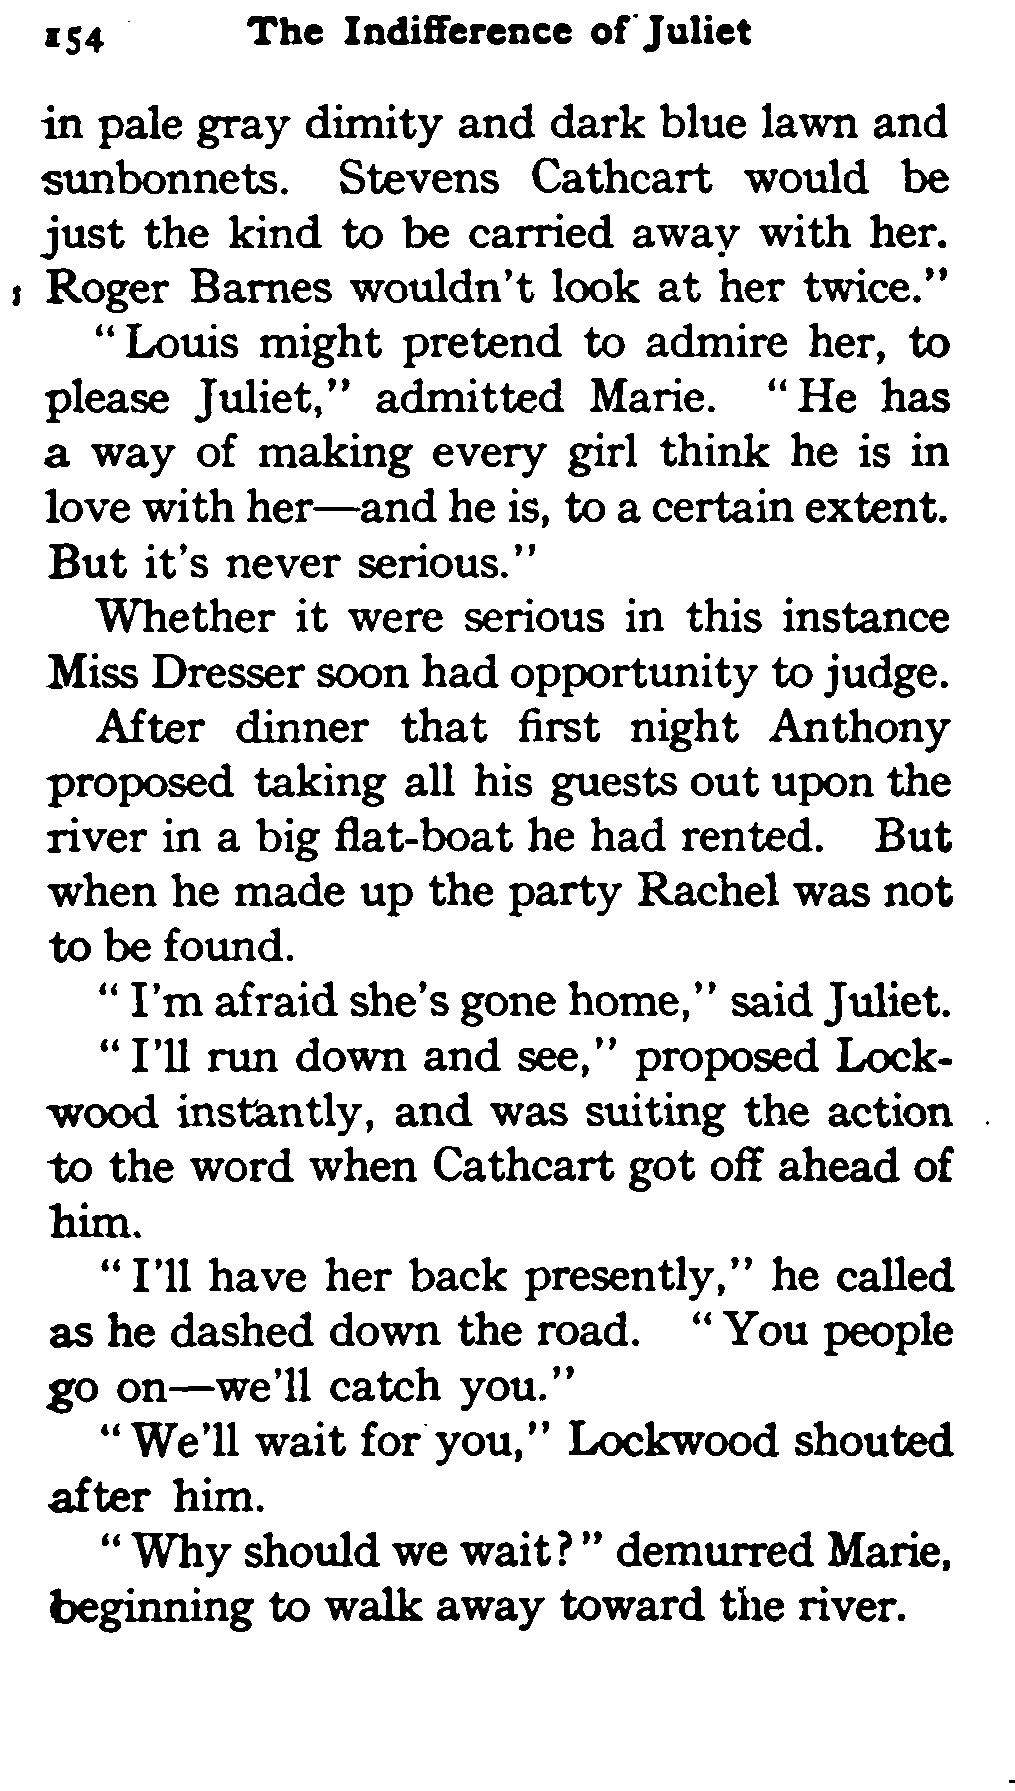 154 The Indifference of Juliet
in pale gray dimity and dark blue lawn and
sunbonnets. Stevens Cathcart would be
just the kind to be carried away with her.
Roger Barnes wouldn't look at her twice."
"Louis might pretend to admire her, to
please Juliet," admitted Marie. "He has
a way of making every girl think he is in
love with her—and he is, to a certain extent.
But it's never serious."
Whether it were serious in this instance
Miss Dresser soon had opportunity to judge.
After dinner that first night Anthony
proposed taking all his guests out upon the
river in a big flat-boat he had rented. But
when he made up the party Rachel was not
to be found.
"I'm afraid she's gone home," said Juliet.
"I'll run down and see," proposed Lock-
wood instantly, and was suiting the action
to the word when Cathcart got off ahead of
him.
"I'll have her back presently," he called
as he dashed down the road. "You people
go on—we'll catch you."
"We'll wait for you," Lockwood shouted
after him.
"Why should we wait?" demurred Marie,
beginning to walk away toward the river.